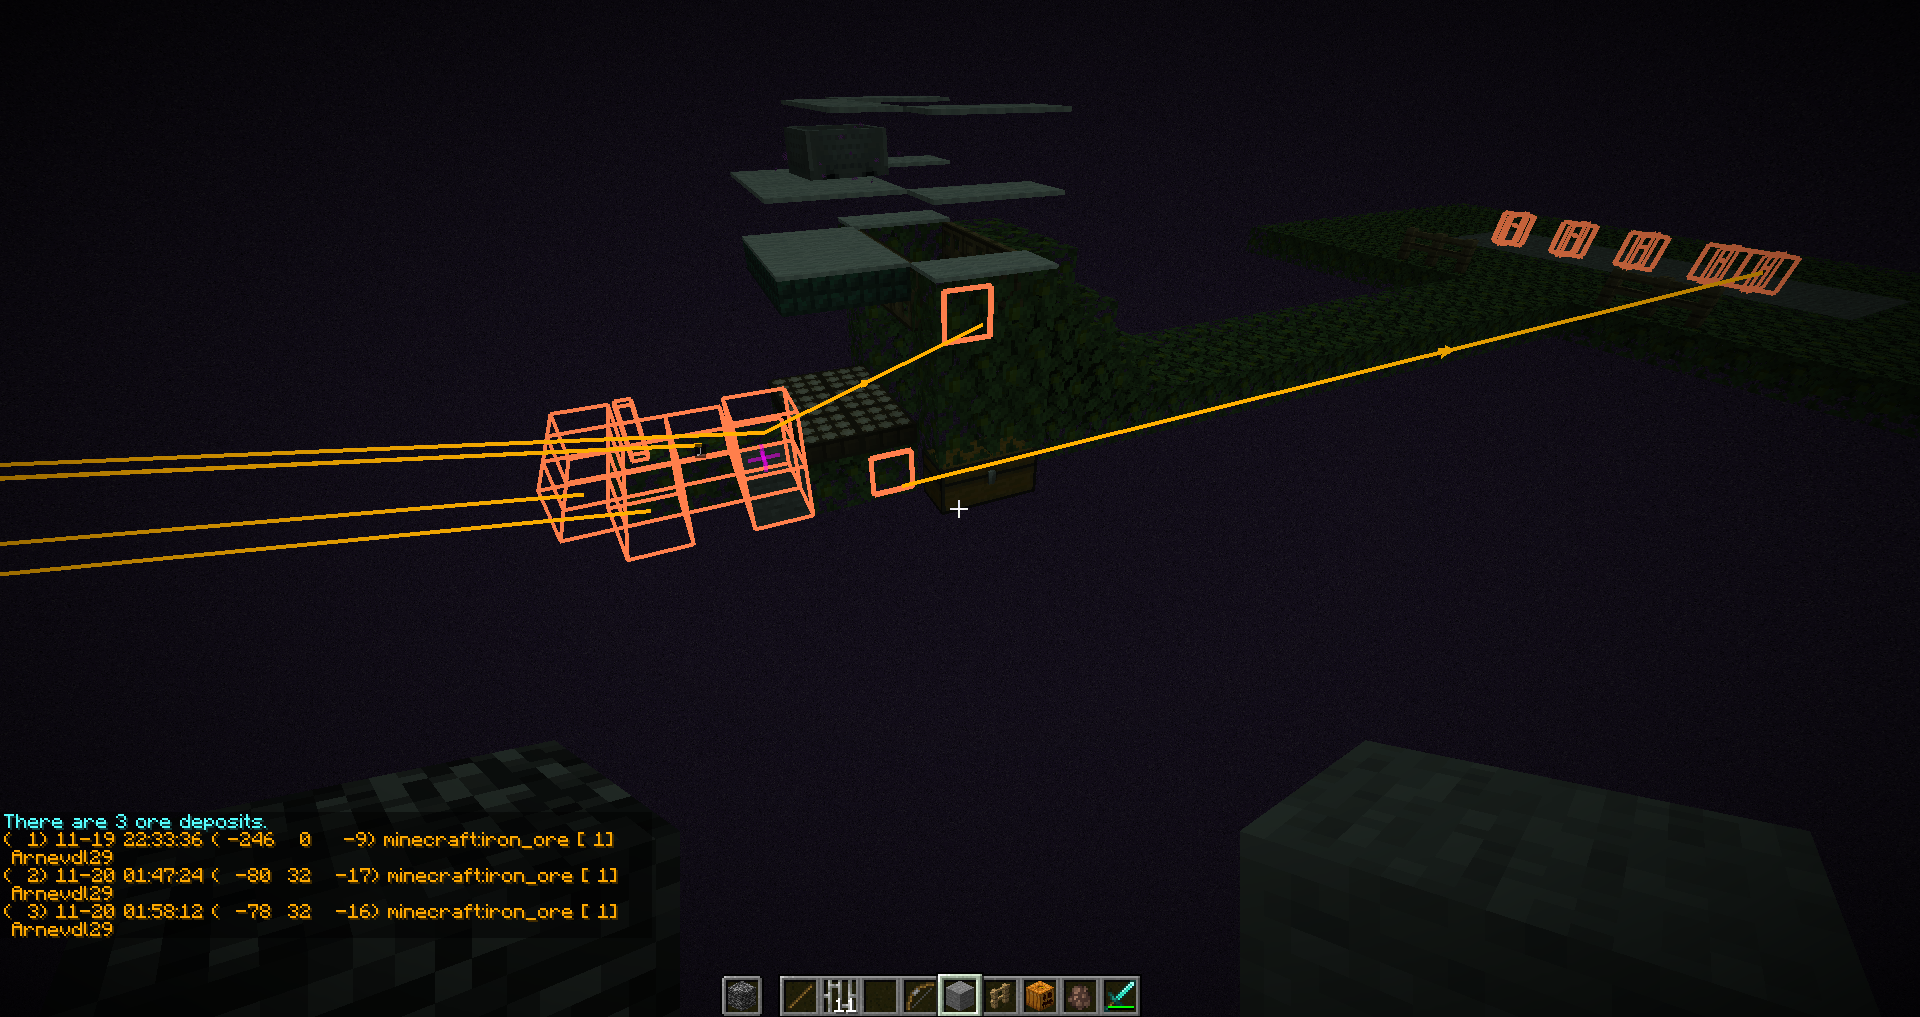 There are 3 ore deposits.
( 1) 11-19 22:33:36 ( -246 0 -9) minecraft:iron_ore [ 1]
Arnevdl29
( 2) 11-20 01:47:24 ( -80 32 -17) minecraft:iron_ore [ 1]
Arnevdl29
( 3) 11-20 01:58:12 ( -78 32 -16) minecraft:iron_ore [ 1]
Arnevdl29